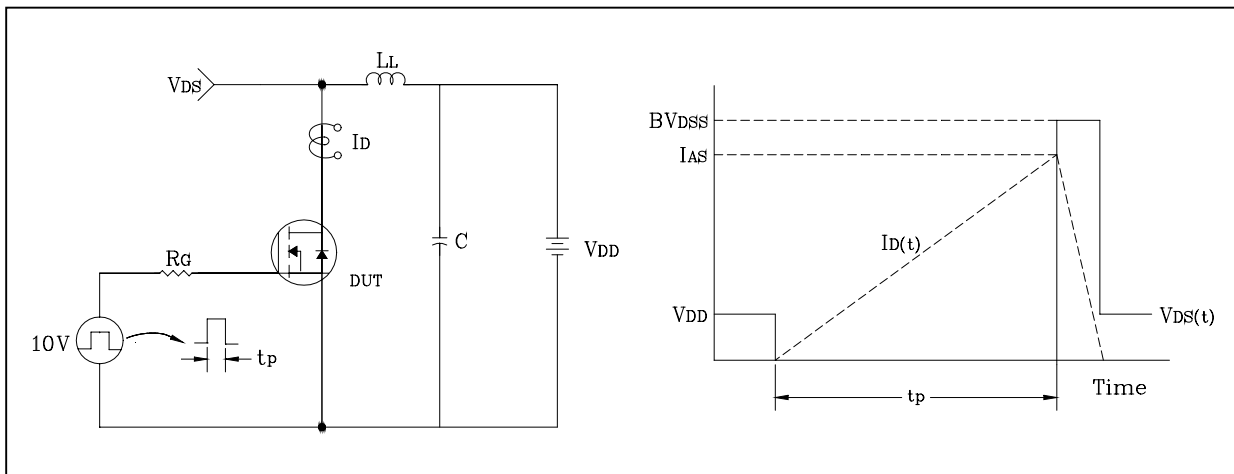 LL
VDS
ID
C
VDD
RG
DUT
10V
tp
BVDSS
IAS
ID(t)
VDD
VDS(t)
Time
tp